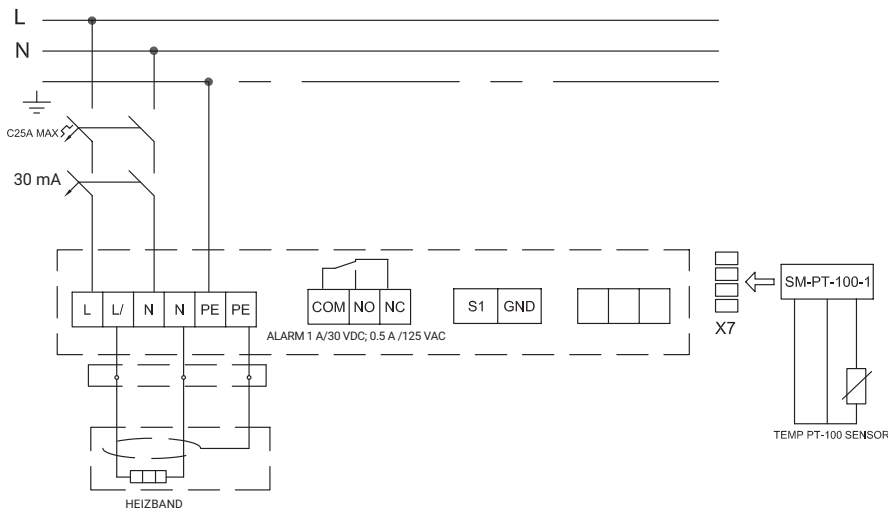 L
N
C25A MAX
30 mA
L L/ N N PE PE
COM NO NC
S1 GND
SM-PT-100-1
X7
ALARM 1 A/30 VDC; 0.5 A /125 VAC
TEMP PT-100 SENSOR
HEIZBAND